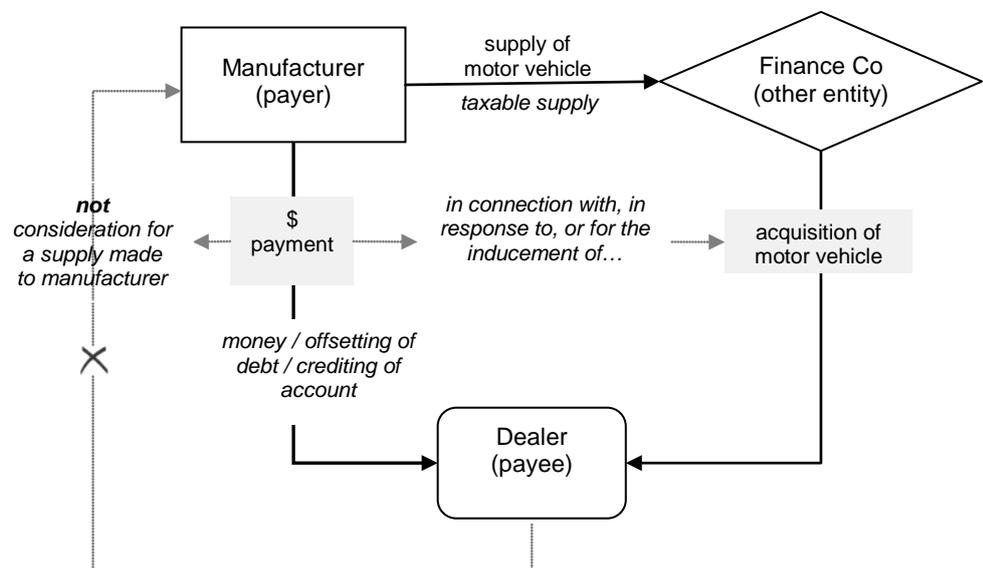 Manufacturer
(payer)
supply of
motor vehicle
taxable supply
Finance Co
(other entity)
not
consideration for
a supply made
to manufacturer
$
payment
in connection with, in
response to, or for the
inducement of…
acquisition of
motor vehicle
money / offsetting of
debt / crediting of
account
Dealer
(payee)